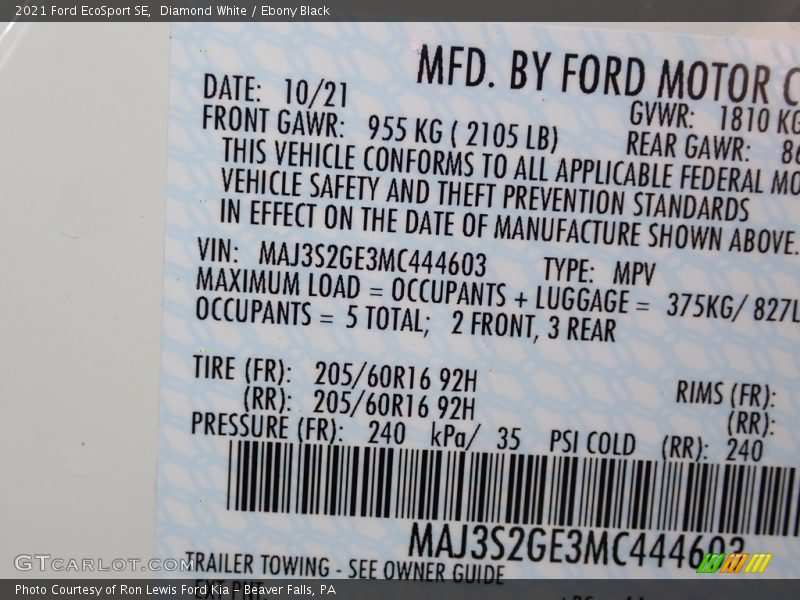 2021 Ford EcoSport SE, Diamond White / Ebony Black
MFD. BY FORD MOTOR
DATE: 10/21
GVWR: 1810 KG
FRONT GAWR: 955 KG ( 2105 LB)
REAR GAWR:
THIS VEHICLE CONFORMS TO ALL APPLICABLE FEDERAL
VEHICLE SAFETY AND THEFT PREVENTION STANDARDS
IN EFFECT ON THE DATE OF MANUFACTURE SHOWN ABOVE.
VIN: MAJ3S2GE3MC444603 TYPE: MPV
MAXIMUM LOAD = OCCUPANTS + LUGGAGE = 375KG/ 827L
OCCUPANTS = 5 TOTAL; 2 FRONT, 3 REAR
TIRE (FR): 205/60R16 92H RIMS (FR):
(RR): 205/60R16 92H (RR):
PRESSURE (FR): 240 kPa/ 35 PSI COLD (RR): 240
MAJ3S2GE3MC444603
TRAILER TOWING - SEE OWNER GUIDE
EXT PNT
GTCARLOT.COM
Photo Courtesy of Ron Lewis Ford Kia – Beaver Falls, PA